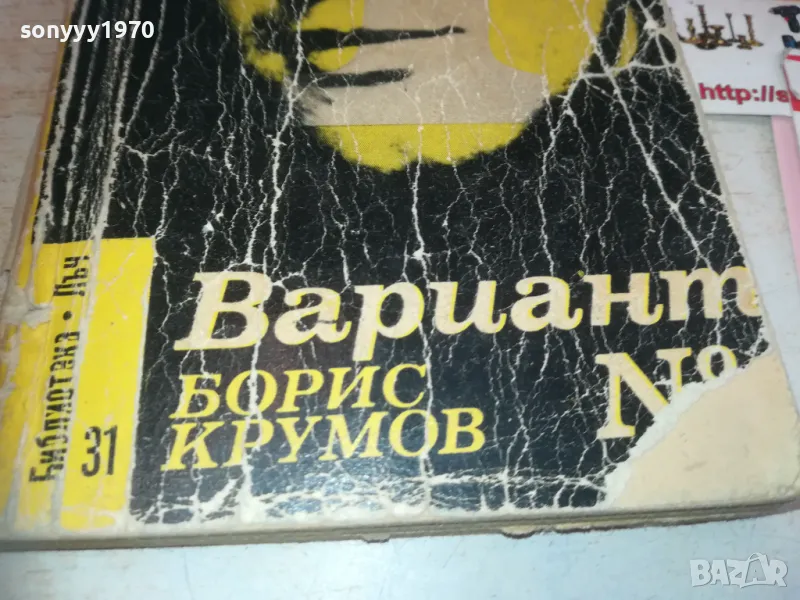 sonyyy1970
http://s
Вариант
№
БОРИС
КРУМОВ
Библиотека • Лъч
31
BAZAR